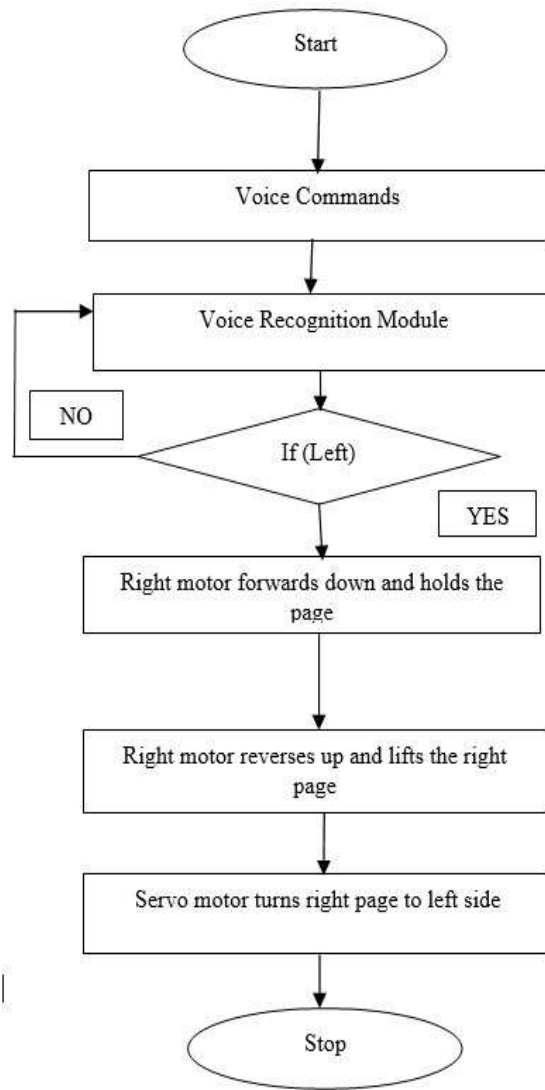 Start
Voice Commands
Voice Recognition Module
NO
If (Left)
YES
Right motor forwards down and holds the
page
Right motor reverses up and lifts the right
page
Servo motor turns right page to left side
Stop